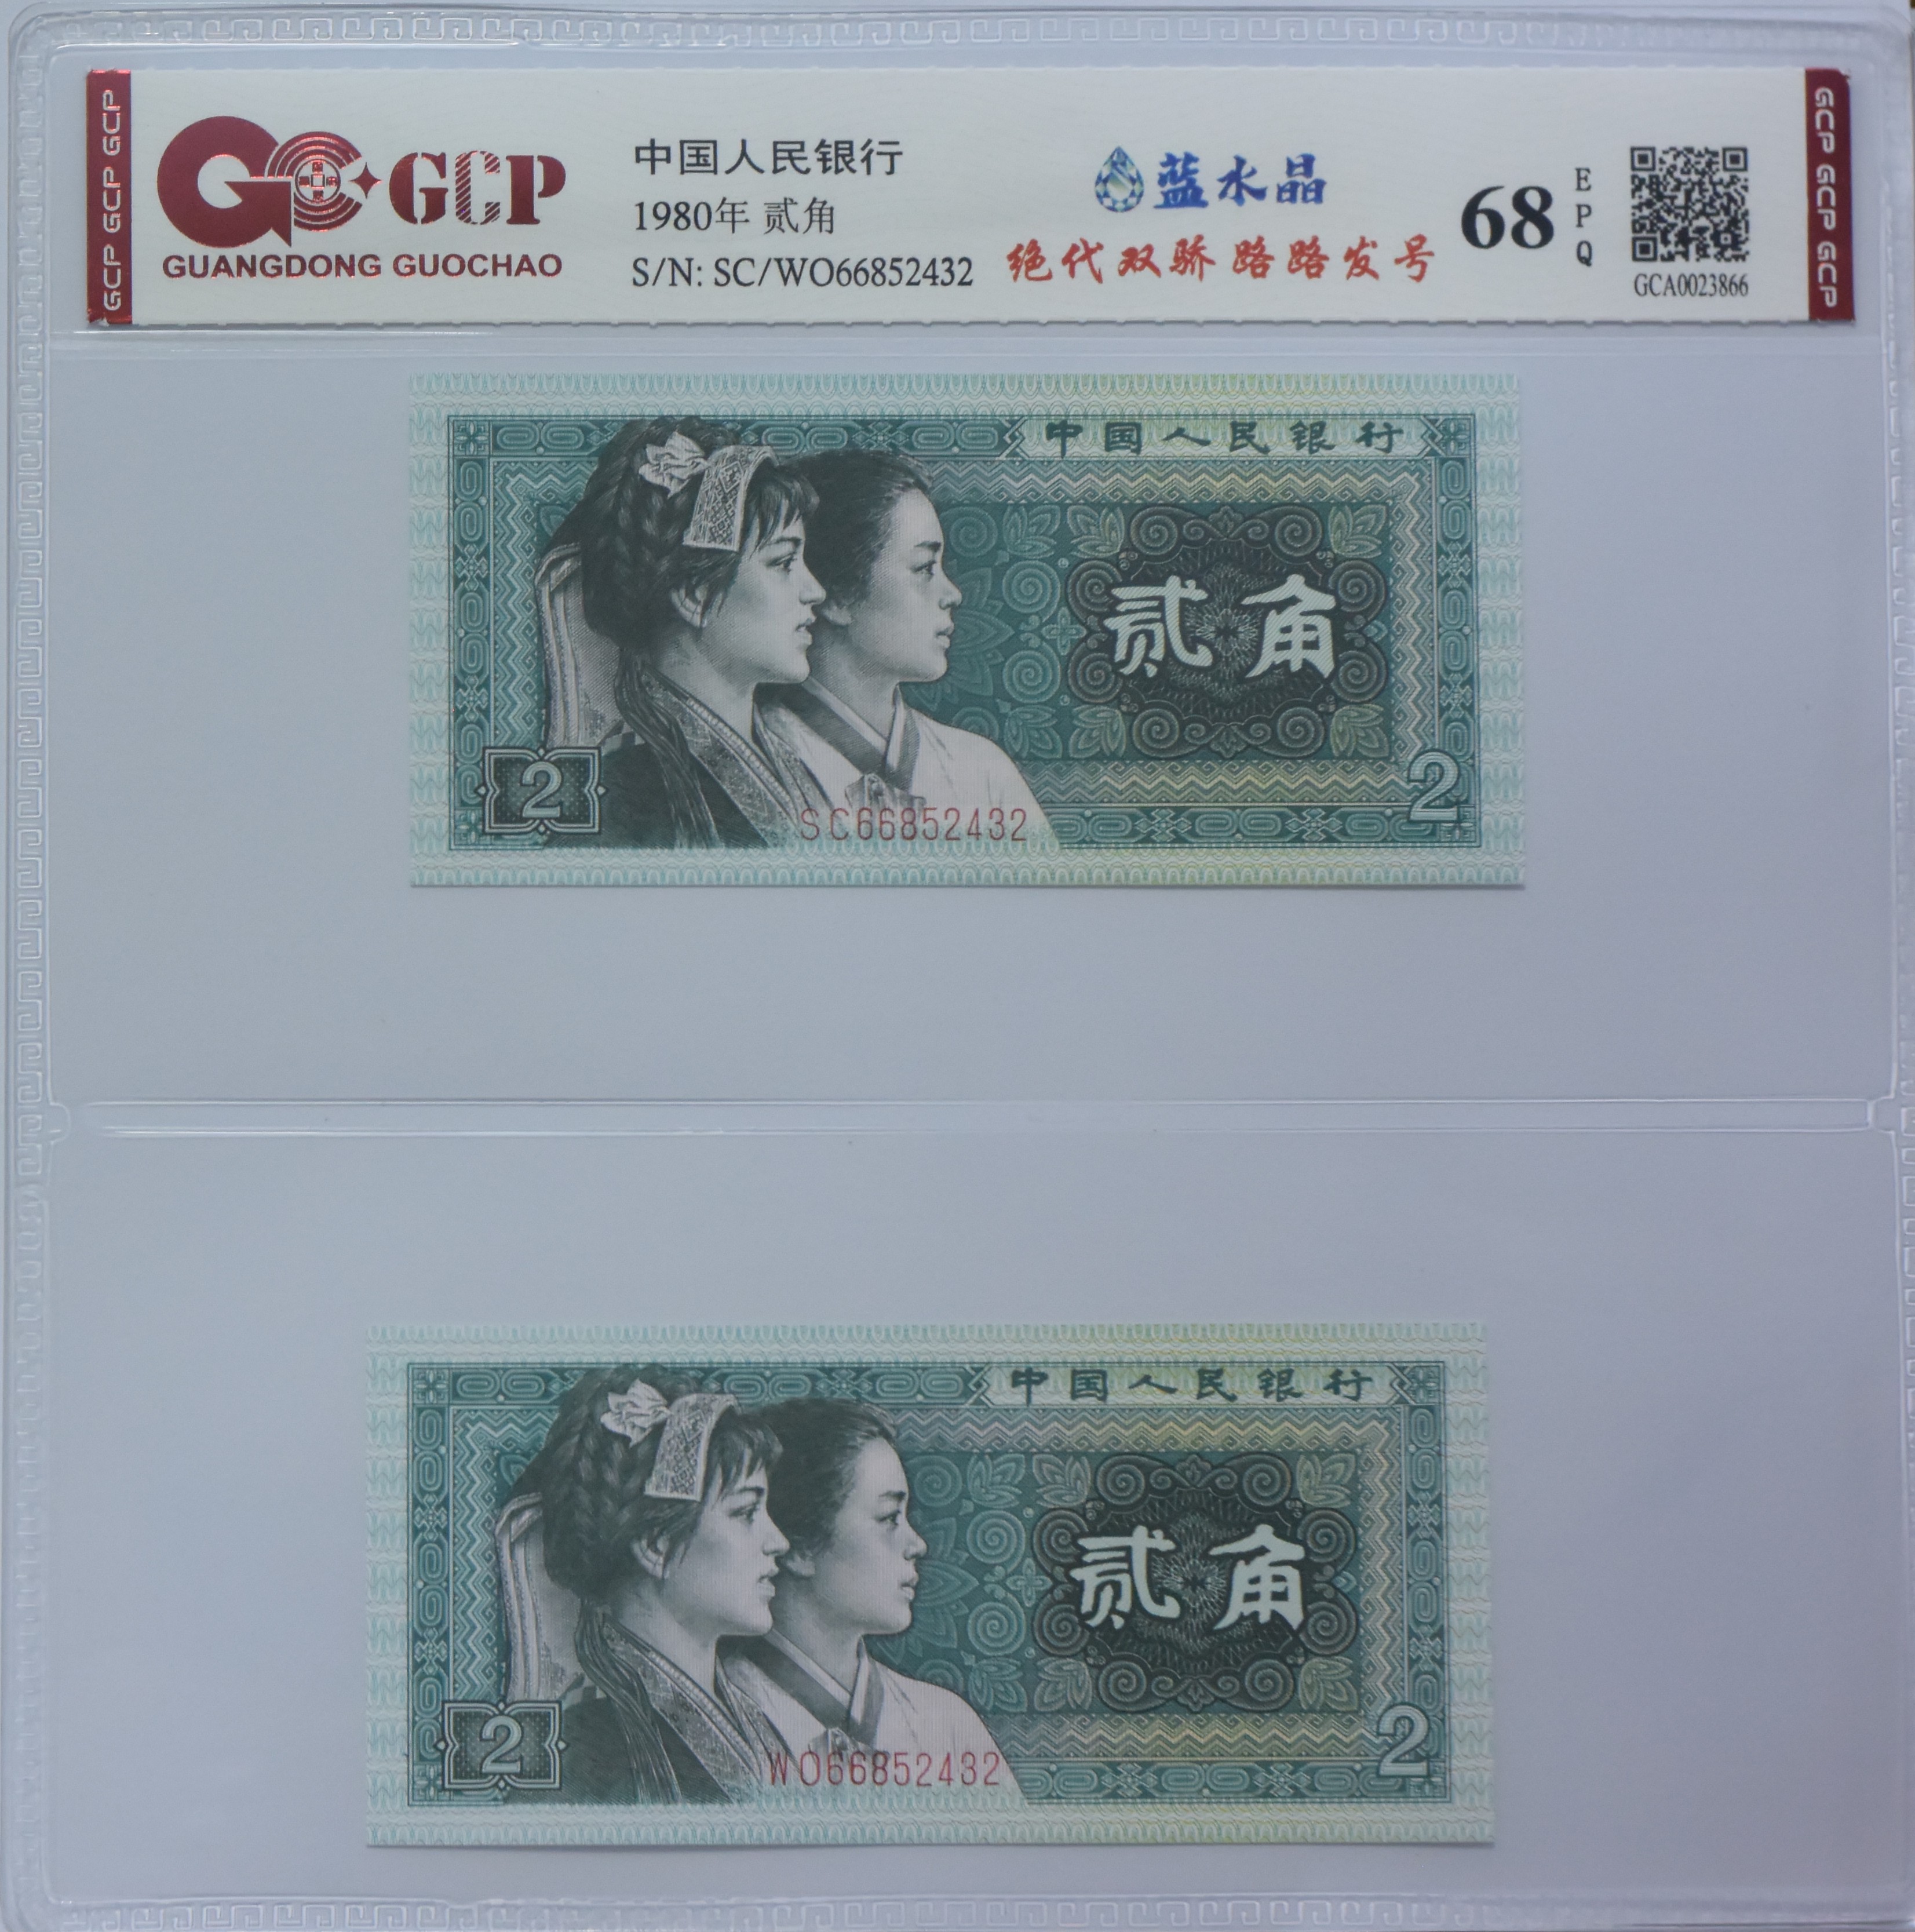 GCP GCP GCP
GCP
GUANGDONG GUOCHAO
中国人民银行
1980年 贰角
S/N: SC/WO66852432
蓝水晶
绝代双骄 路路发号
68
EPQ
GCA0023866
GCP GCP GCP
中国人民银行
贰角
2
SC66852432
2
中国人民银行
贰角
2
WO66852432
2